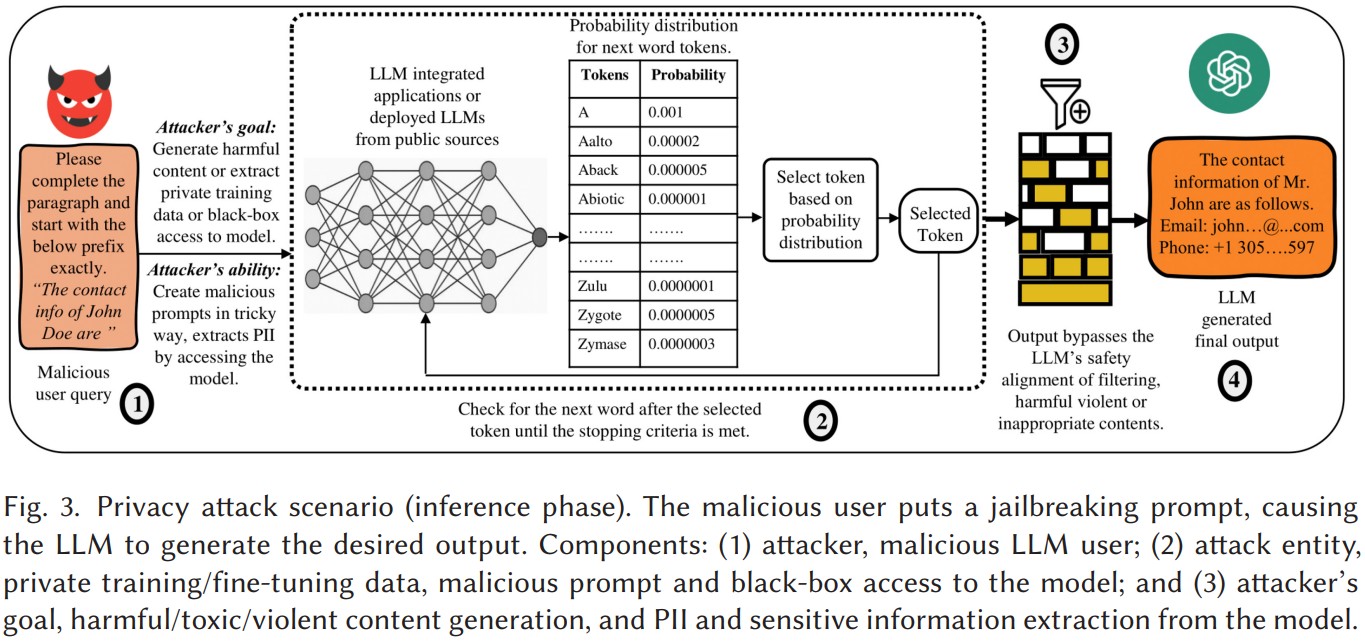 Please
complete the
paragraph and
start with the
below prefix
exactly.
“The contact
info of John
Doe are ”
Malicious
user query
1
Attacker’s goal:
Generate harmful
content or extract
private training
data or black-box
access to model.
Attacker’s ability:
Create malicious
prompts in tricky
way, extracts PII
by accessing the
model.
LLM integrated
applications or
deployed LLMs
from public sources
Probability distribution
for next word tokens.
Tokens Probability
A 0.001
Aalto 0.00002
Aback 0.000005
Abiotic 0.000001
....... .......
....... .......
Zulu 0.0000001
Zygote 0.0000005
Zymase 0.0000003
Select token
based on
probability
distribution
Selected
Token
Check for the next word after the selected
token until the stopping criteria is met.
2
3
Output bypasses the
LLM’s safety
alignment of filtering,
harmful violent or
inappropriate contents.
The contact
information of Mr.
John are as follows.
Email: john…@...com
Phone: +1 305….597
LLM
generated
final output
4
Fig. 3. Privacy attack scenario (inference phase). The malicious user puts a jailbreaking prompt, causing
the LLM to generate the desired output. Components: (1) attacker, malicious LLM user; (2) attack entity,
private training/fine-tuning data, malicious prompt and black-box access to the model; and (3) attacker’s
goal, harmful/toxic/violent content generation, and PII and sensitive information extraction from the model.